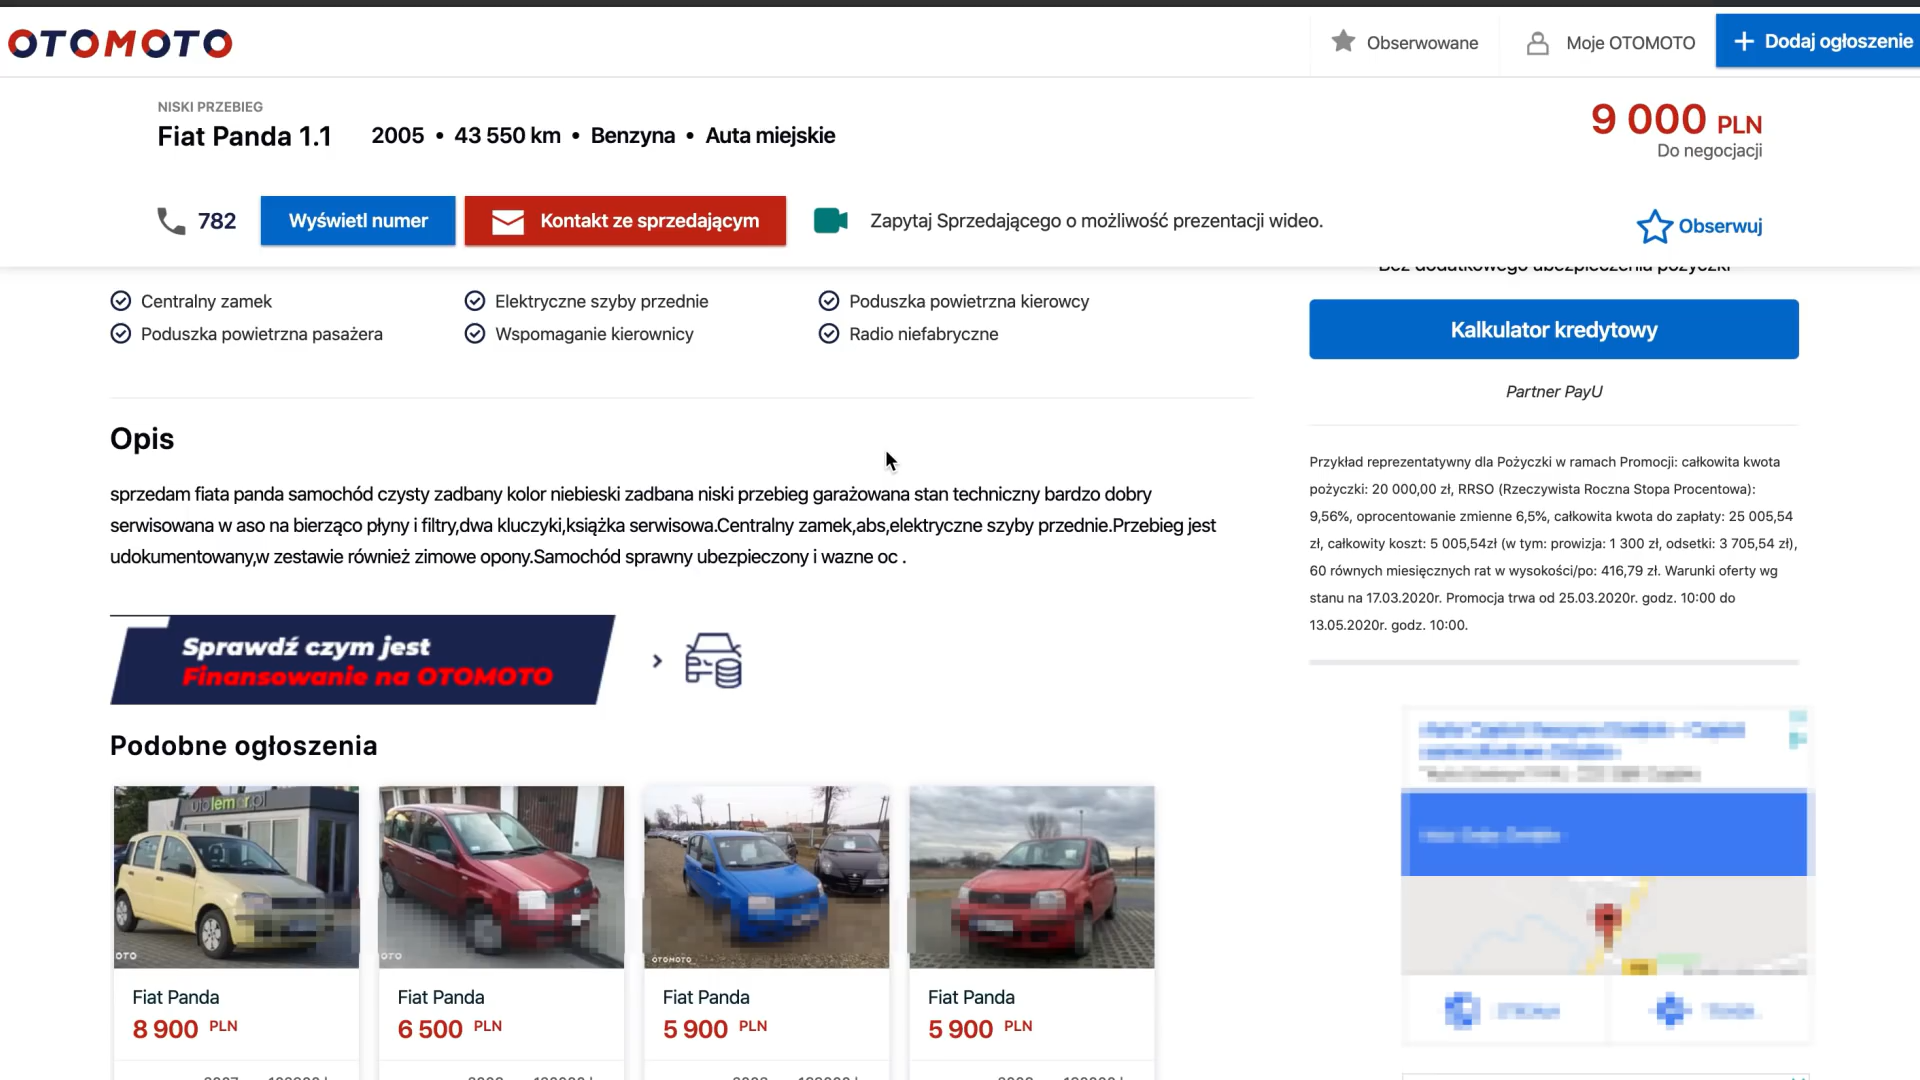 OTOMOTO
Obserwowane
Moje OTOMOTO
+ Dodaj ogłoszenie
NISKI PRZEBIEG
Fiat Panda 1.1 2005 • 43 550 km • Benzyna • Auta miejskie
9 000 PLN
Do negocjacji
782
Wyświetl numer
Kontakt ze sprzedającym
Zapytaj Sprzedającego o możliwość prezentacji wideo.
Obserwuj
Bez dodatkowego ubezpieczenia pożyczki
Centralny zamek
Elektryczne szyby przednie
Poduszka powietrzna kierowcy
Poduszka powietrzna pasażera
Wspomaganie kierownicy
Radio niefabryczne
Kalkulator kredytowy
Partner PayU
Opis
sprzedam fiata panda samochód czysty zadbany kolor niebieski zadbana niski przebieg garażowana stan techniczny bardzo dobry
serwisowana w aso na bierząco płyny i filtry,dwa kluczyki,książka serwisowa.Centralny zamek,abs,elektryczne szyby przednie.Przebieg jest
udokumentowany,w zestawie również zimowe opony.Samochód sprawny ubezpieczony i wazne oc .
Przykład reprezentatywny dla Pożyczki w ramach Promocji: całkowita kwota
pożyczki: 20 000,00 zł, RRSO (Rzeczywista Roczna Stopa Procentowa):
9,56%, oprocentowanie zmienne 6,5%, całkowita kwota do zapłaty: 25 005,54
zł, całkowity koszt: 5 005,54zł (w tym: prowizja: 1 300 zł, odsetki: 3 705,54 zł),
60 równych miesięcznych rat w wysokości/po: 416,79 zł. Warunki oferty wg
stanu na 17.03.2020r. Promocja trwa od 25.03.2020r. godz. 10:00 do
13.05.2020r. godz. 10:00.
Sprawdź czym jest
Finansowanie na OTOMOTO
Podobne ogłoszenia
OTO
OTO
OTOMOTO
Fiat Panda
8 900 PLN
Fiat Panda
6 500 PLN
Fiat Panda
5 900 PLN
Fiat Panda
5 900 PLN